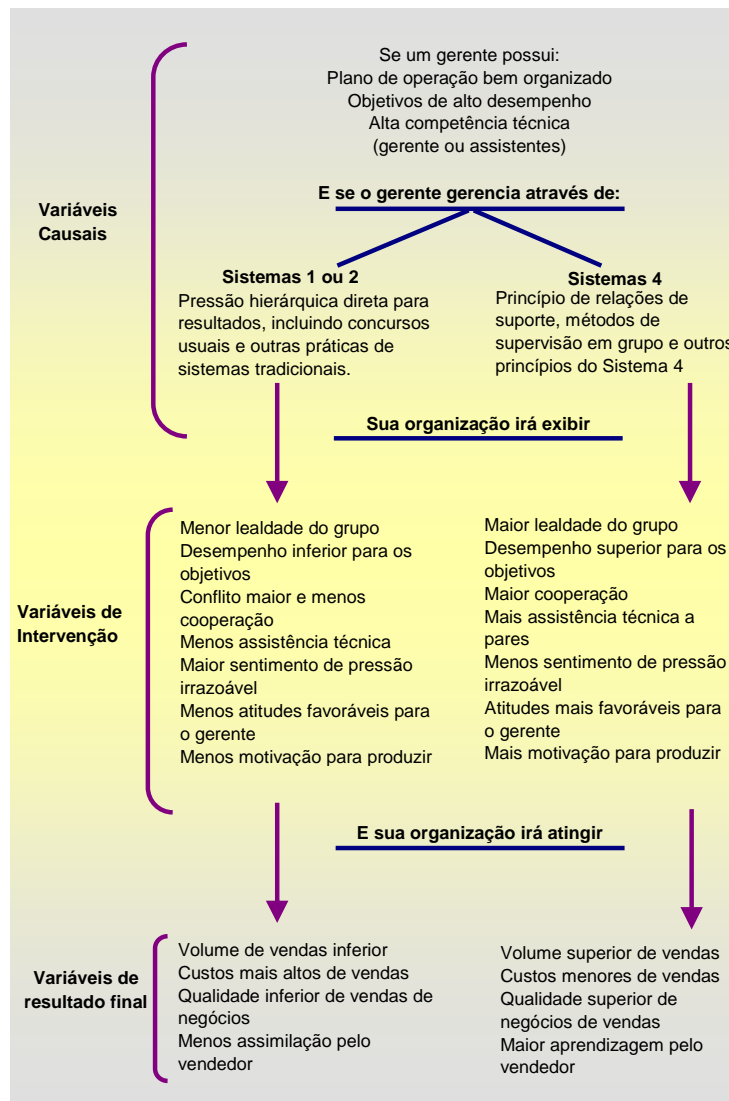 Se um gerente possui:
Plano de operação bem organizado
Objetivos de alto desempenho
Alta competência técnica
(gerente ou assistentes)
E se o gerente gerencia através de:
Variáveis
Causais
Sistemas 1 ou 2
Pressão hierárquica direta para
resultados, incluindo concursos
usuais e outras práticas de
sistemas tradicionais.
Sistemas 4
Princípio de relações de
suporte, métodos de
supervisão em grupo e outros
princípios do Sistema 4
Sua organização irá exibir
Variáveis de
Intervenção
Menor lealdade do grupo
Desempenho inferior para os
objetivos
Conflito maior e menos
cooperação
Menos assistência técnica
Maior sentimento de pressão
irrazoável
Menos atitudes favoráveis para
o gerente
Menos motivação para produzir
Maior lealdade do grupo
Desempenho superior para os
objetivos
Maior cooperação
Mais assistência técnica a
pares
Menos sentimento de pressão
irrazoável
Atitudes mais favoráveis para
o gerente
Mais motivação para produzir
E sua organização irá atingir
Variáveis de
resultado final
Volume de vendas inferior
Custos mais altos de vendas
Qualidade inferior de vendas de
negócios
Menos assimilação pelo
vendedor
Volume superior de vendas
Custos menores de vendas
Qualidade superior de
negócios de vendas
Maior aprendizagem pelo
vendedor